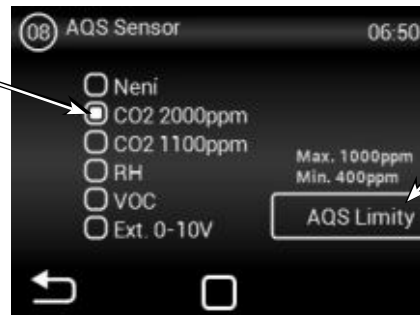 08 AQS Sensor 06:50
Není
CO2 2000ppm
CO2 1100ppm
RH
VOC
Ext. 0-10V
Max. 1000ppm
Min. 400ppm
AQS Limity